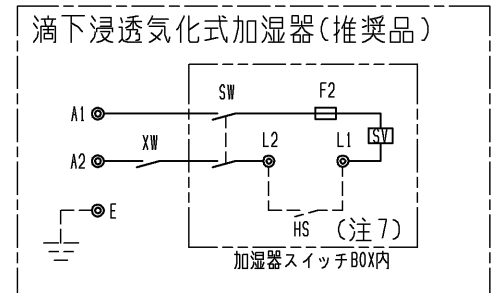 滴下浸透気化式加湿器(推奨品)
SW
F2
A1
SV
XW
L2
L1
A2
E
HS
(注7)
加湿器スイッチBOX内